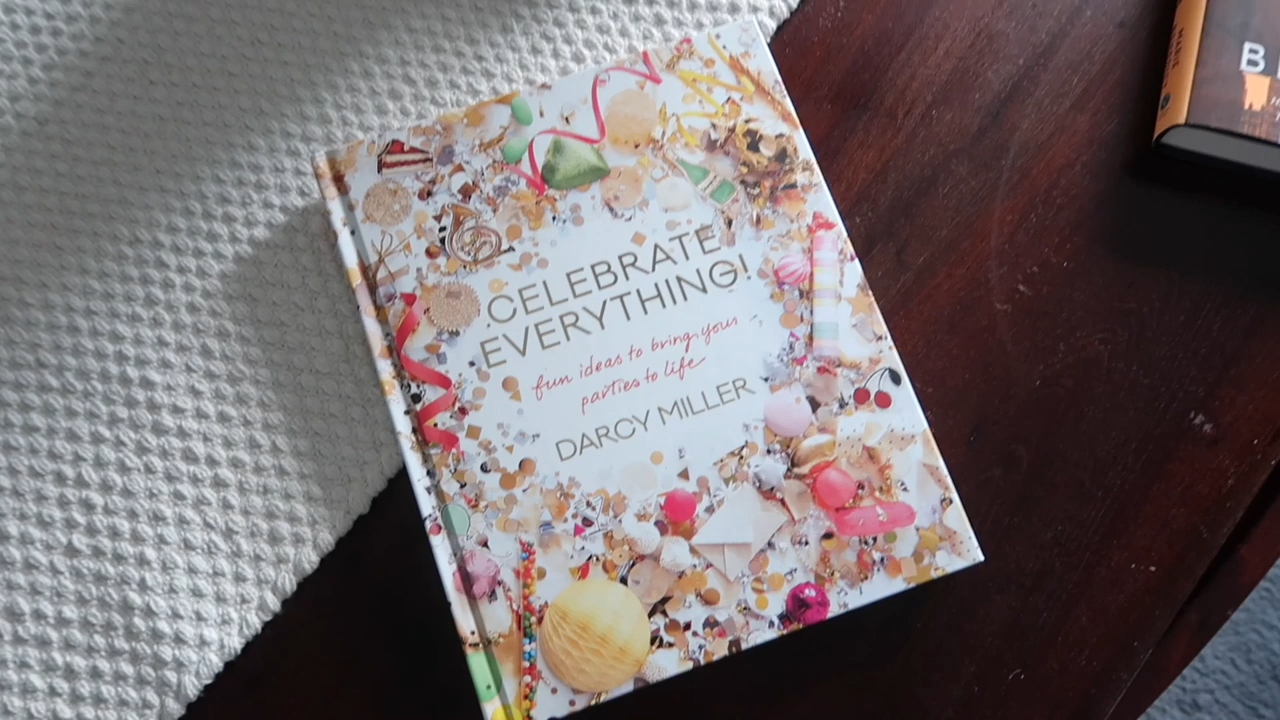 CELEBRATE
EVERYTHING!
fun ideas to bring your
parties to life
DARCY MILLER
B